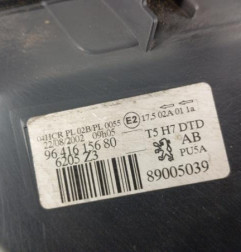 04HCR PL 02B/PL 0055 E2 17.5 02A 01 1a
22/08/2002 09h05 T5 H7 DTD
96 416 156 80 AB
6205 Z3 PU5A
89005039